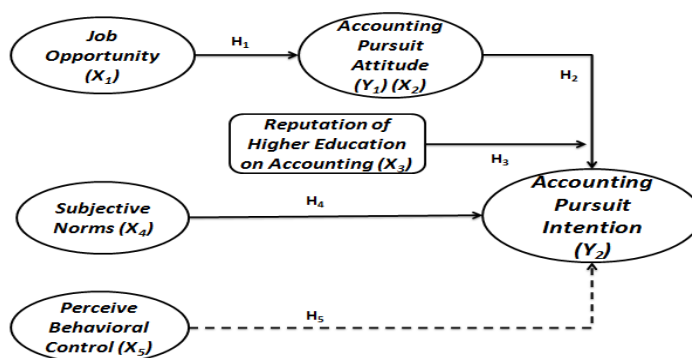 Job
Opportunity
(X₁)
H₁
Accounting
Pursuit
Attitude
(Y₁) (X₂)
H₂
Reputation of
Higher Education
on Accounting (X₃)
H₃
Subjective
Norms (X₄)
H₄
Accounting
Pursuit
Intention
(Y₂)
Perceive
Behavioral
Control (X₅)
H₅